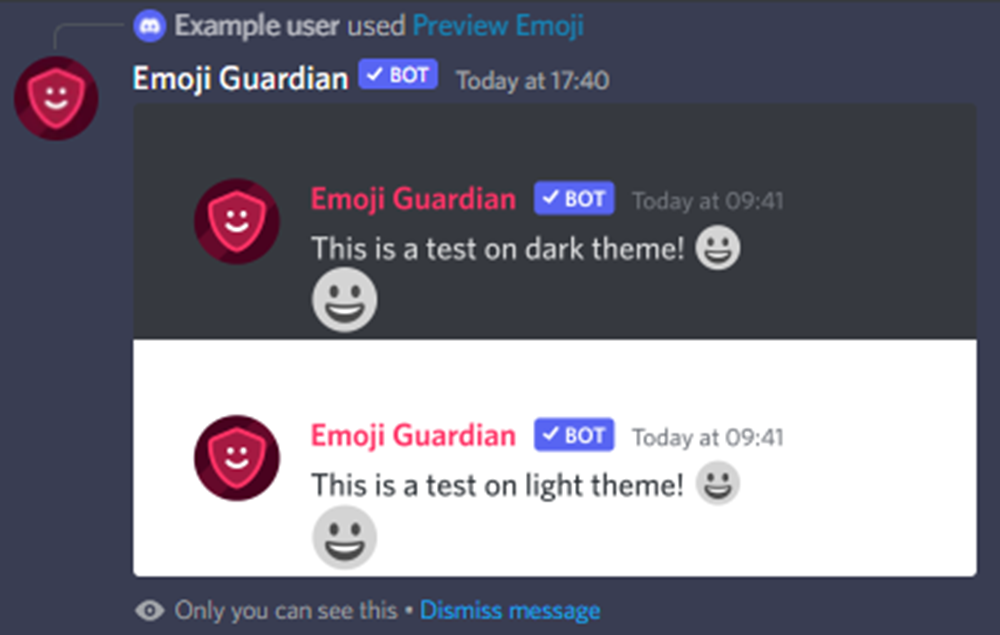 Example user used Preview Emoji
Emoji Guardian ✓ BOT Today at 17:40
Emoji Guardian ✓ BOT Today at 09:41
This is a test on dark theme! 😀
😀
Emoji Guardian ✓ BOT Today at 09:41
This is a test on light theme! 😀
😀
Only you can see this • Dismiss message